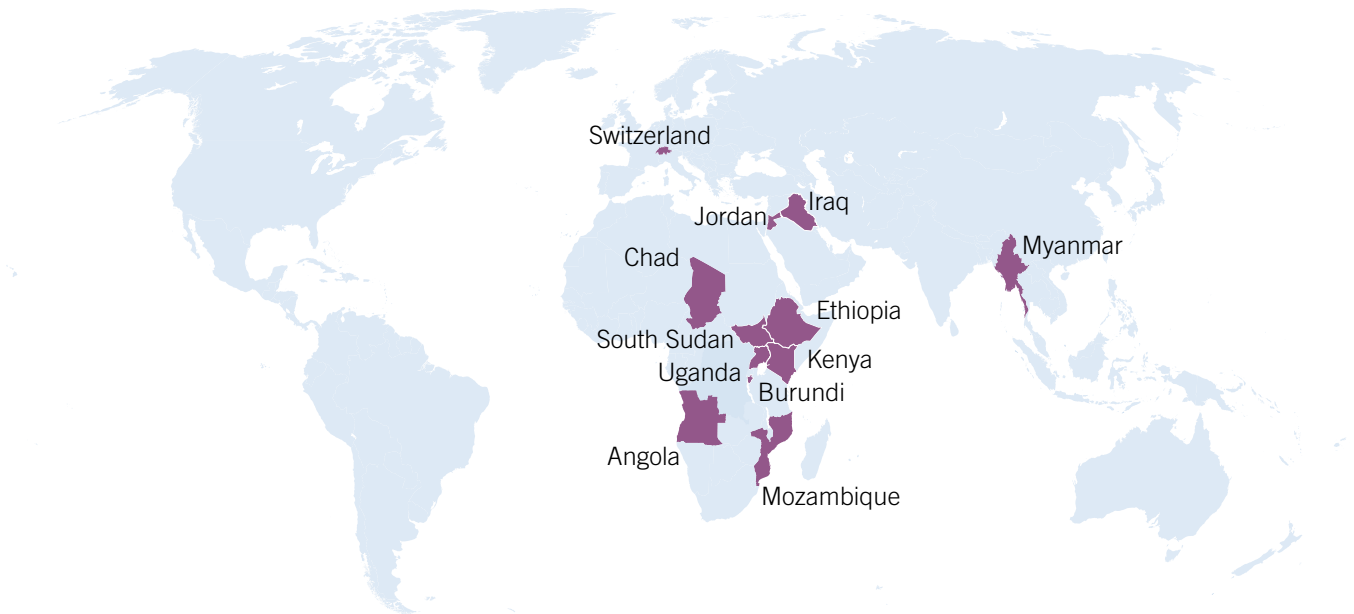 Switzerland
Iraq
Jordan
Myanmar
Chad
Ethiopia
South Sudan
Kenya
Uganda
Burundi
Angola
Mozambique